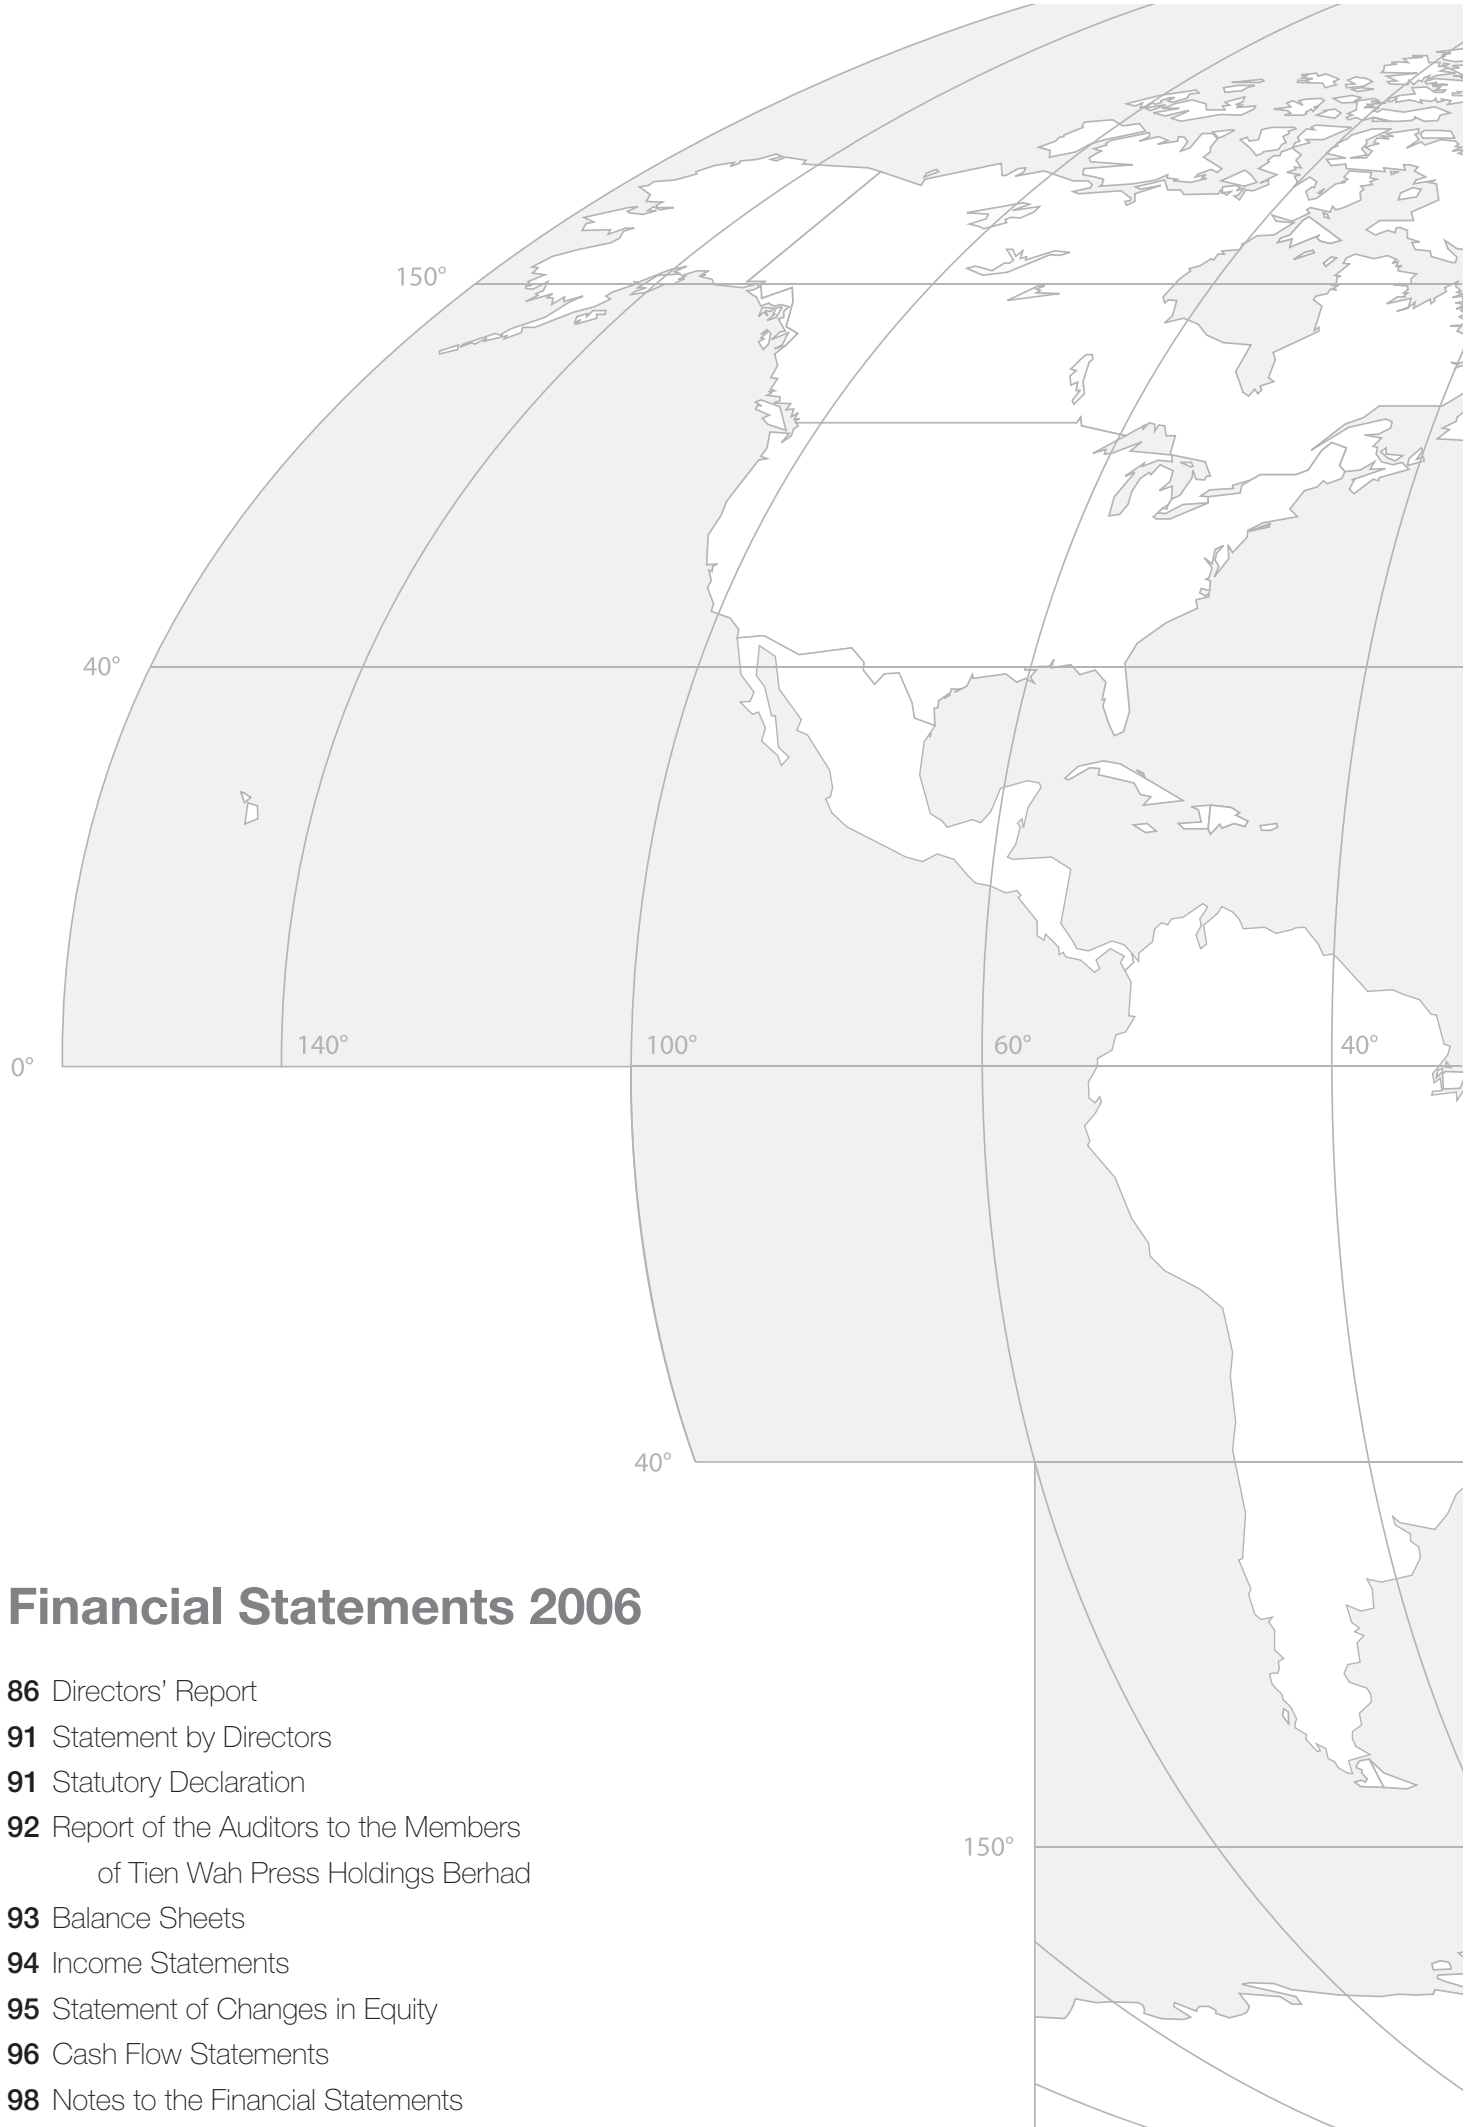 150°
40°
0°
140°
100°
60°
40°
40°
Financial Statements 2006
86 Directors’ Report
91 Statement by Directors
91 Statutory Declaration
92 Report of the Auditors to the Members
of Tien Wah Press Holdings Berhad
150°
93 Balance Sheets
94 Income Statements
95 Statement of Changes in Equity
96 Cash Flow Statements
98 Notes to the Financial Statements